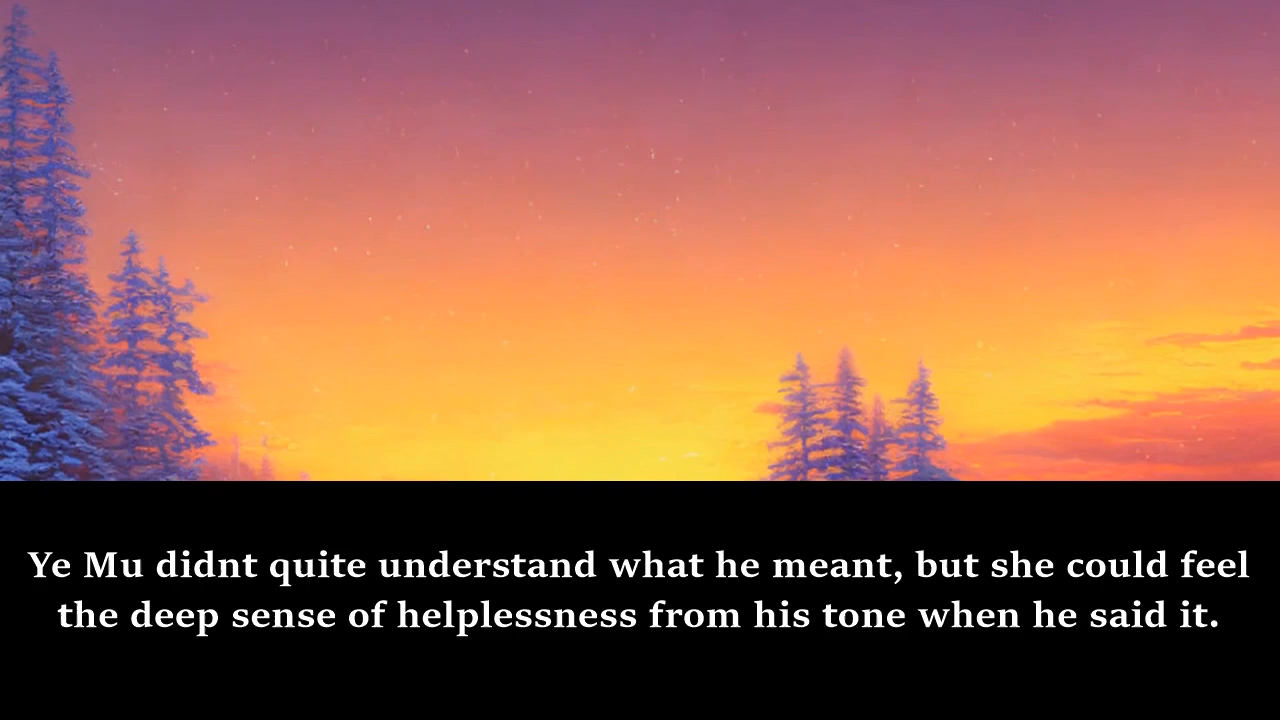 Ye Mu didnt quite understand what he meant, but she could feel
the deep sense of helplessness from his tone when he said it.